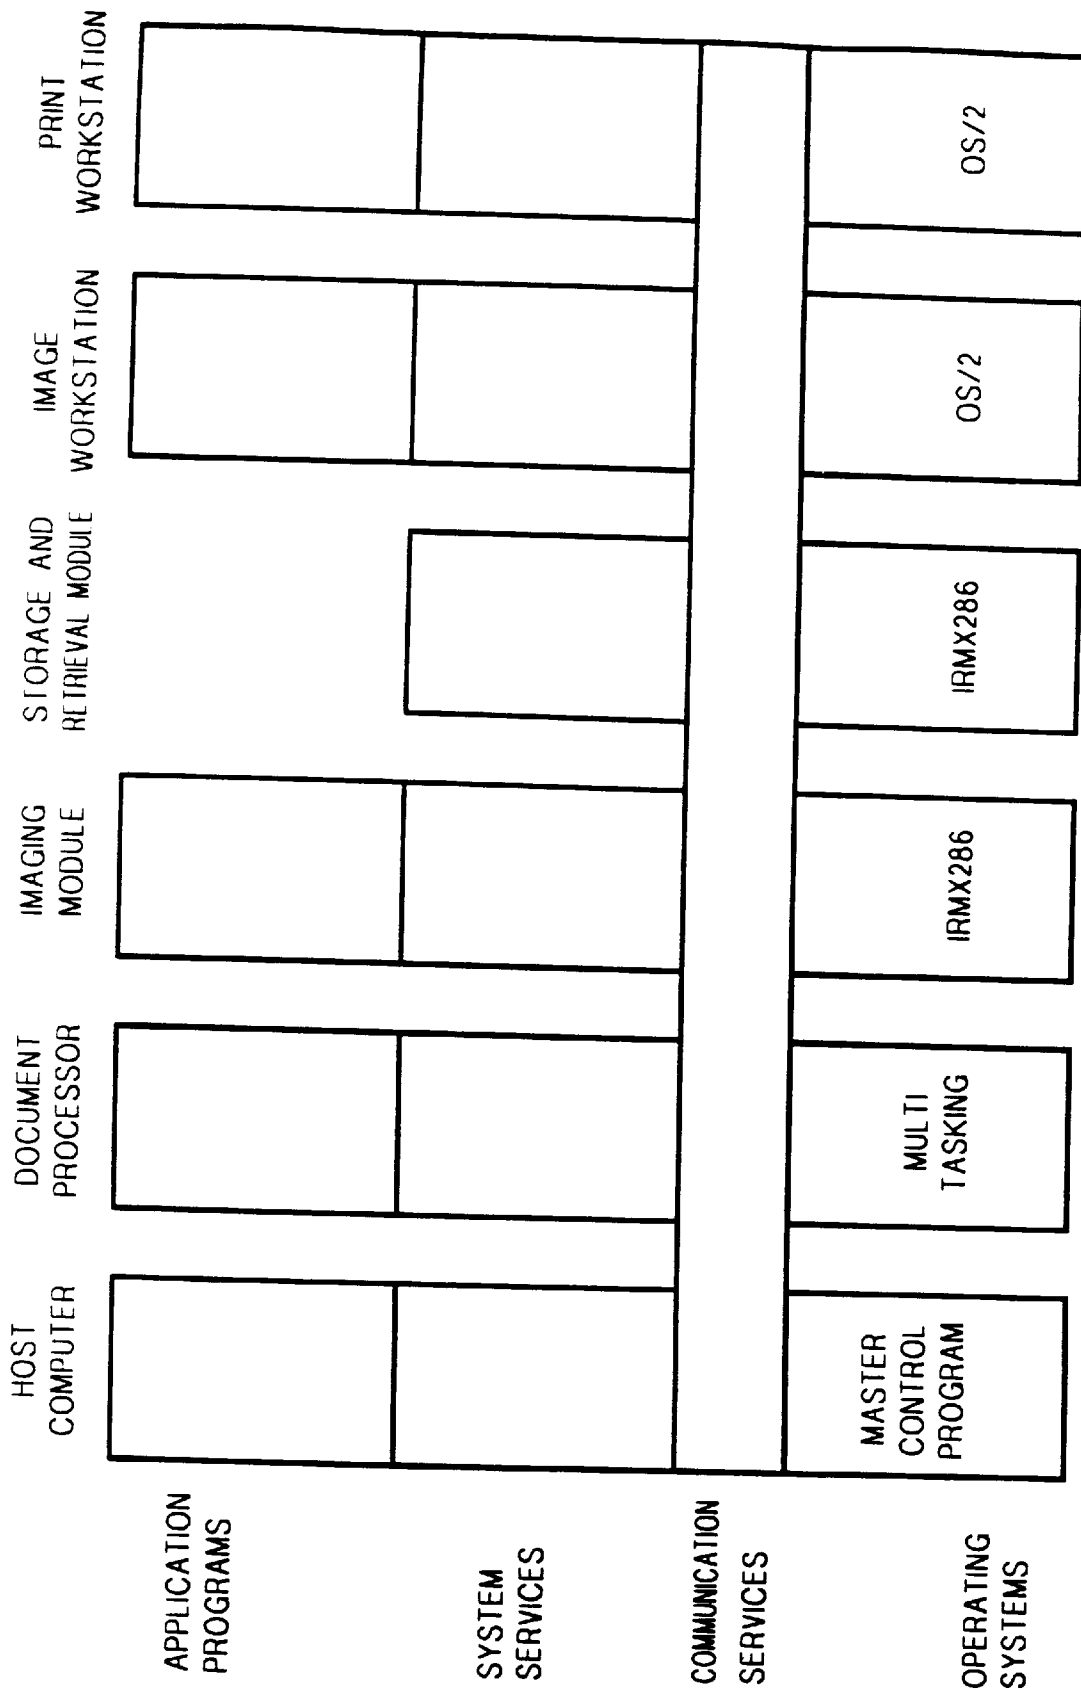 HOST
COMPUTER
DOCUMENT
PROCESSOR
IMAGING
MODULE
STORAGE AND
RETRIEVAL MODULE
IMAGE
WORKSTATION
PRINT
WORKSTATION
APPLICATION
PROGRAMS
SYSTEM
SERVICES
COMMUNICATION
SERVICES
OPERATING
SYSTEMS
MASTER
CONTROL
PROGRAM
MULTI
TASKING
IRMX286
IRMX286
OS/2
OS/2